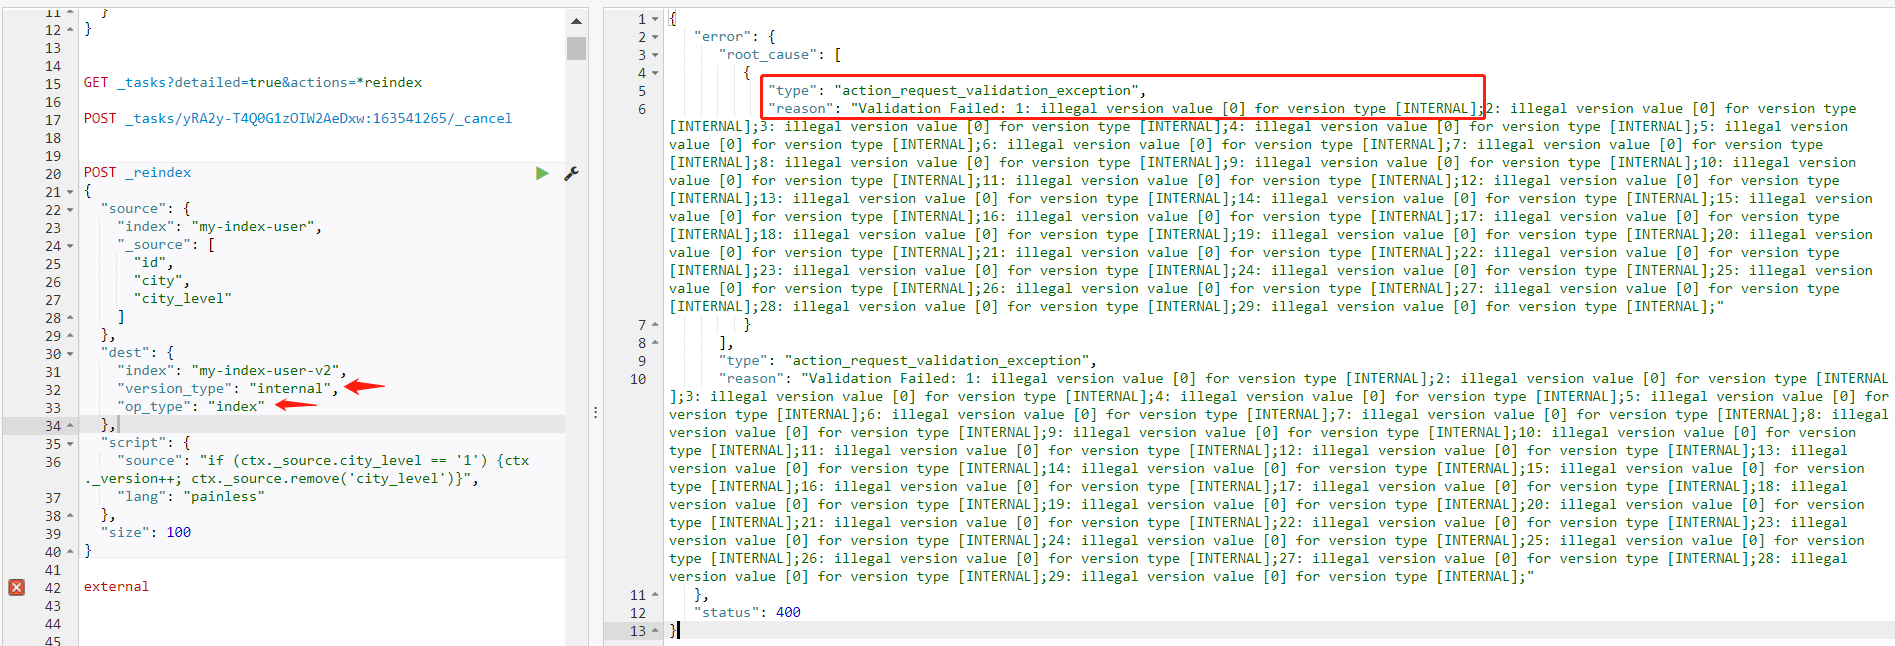 11 }
12 }
13
14
15 GET _tasks?detailed=true&actions=*reindex
16
17 POST _tasks/yRA2y-T4Q0G1zOIW2AeDxw:163541265/_cancel
18
19
20 POST _reindex
21 {
22 "source": {
23 "index": "my-index-user",
24 "_source": [
25 "id",
26 "city",
27 "city_level"
28 ]
29 },
30 "dest": {
31 "index": "my-index-user-v2",
32 "version_type": "internal",
33 "op_type": "index"
34 },
35 "script": {
36 "source": "if (ctx._source.city_level == '1') {ctx
._version++; ctx._source.remove('city_level')}",
37 "lang": "painless"
38 },
39 "size": 100
40 }
41
42 external
43
44
45
1 {
2 "error": {
3 "root_cause": [
4 {
5 "type": "action_request_validation_exception",
6 "reason": "Validation Failed: 1: illegal version value [0] for version type [INTERNAL];2: illegal version value [0] for version type
[INTERNAL];3: illegal version value [0] for version type [INTERNAL];4: illegal version value [0] for version type [INTERNAL];5: illegal version
value [0] for version type [INTERNAL];6: illegal version value [0] for version type [INTERNAL];7: illegal version value [0] for version type
[INTERNAL];8: illegal version value [0] for version type [INTERNAL];9: illegal version value [0] for version type [INTERNAL];10: illegal version
value [0] for version type [INTERNAL];11: illegal version value [0] for version type [INTERNAL];12: illegal version value [0] for version type
[INTERNAL];13: illegal version value [0] for version type [INTERNAL];14: illegal version value [0] for version type [INTERNAL];15: illegal version
value [0] for version type [INTERNAL];16: illegal version value [0] for version type [INTERNAL];17: illegal version value [0] for version type
[INTERNAL];18: illegal version value [0] for version type [INTERNAL];19: illegal version value [0] for version type [INTERNAL];20: illegal version
value [0] for version type [INTERNAL];21: illegal version value [0] for version type [INTERNAL];22: illegal version value [0] for version type
[INTERNAL];23: illegal version value [0] for version type [INTERNAL];24: illegal version value [0] for version type [INTERNAL];25: illegal version
value [0] for version type [INTERNAL];26: illegal version value [0] for version type [INTERNAL];27: illegal version value [0] for version type
[INTERNAL];28: illegal version value [0] for version type [INTERNAL];29: illegal version value [0] for version type [INTERNAL];"
7 }
8 ],
9 "type": "action_request_validation_exception",
10 "reason": "Validation Failed: 1: illegal version value [0] for version type [INTERNAL];2: illegal version value [0] for version type [INTERNAL
];3: illegal version value [0] for version type [INTERNAL];4: illegal version value [0] for version type [INTERNAL];5: illegal version value [0] for
version type [INTERNAL];6: illegal version value [0] for version type [INTERNAL];7: illegal version value [0] for version type [INTERNAL];8: illegal
version value [0] for version type [INTERNAL];9: illegal version value [0] for version type [INTERNAL];10: illegal version value [0] for version
type [INTERNAL];11: illegal version value [0] for version type [INTERNAL];12: illegal version value [0] for version type [INTERNAL];13: illegal
version value [0] for version type [INTERNAL];14: illegal version value [0] for version type [INTERNAL];15: illegal version value [0] for version
type [INTERNAL];16: illegal version value [0] for version type [INTERNAL];17: illegal version value [0] for version type [INTERNAL];18: illegal
version value [0] for version type [INTERNAL];19: illegal version value [0] for version type [INTERNAL];20: illegal version value [0] for version
type [INTERNAL];21: illegal version value [0] for version type [INTERNAL];22: illegal version value [0] for version type [INTERNAL];23: illegal
version value [0] for version type [INTERNAL];24: illegal version value [0] for version type [INTERNAL];25: illegal version value [0] for version
type [INTERNAL];26: illegal version value [0] for version type [INTERNAL];27: illegal version value [0] for version type [INTERNAL];28: illegal
version value [0] for version type [INTERNAL];29: illegal version value [0] for version type [INTERNAL];"
11 },
12 "status": 400
13 }